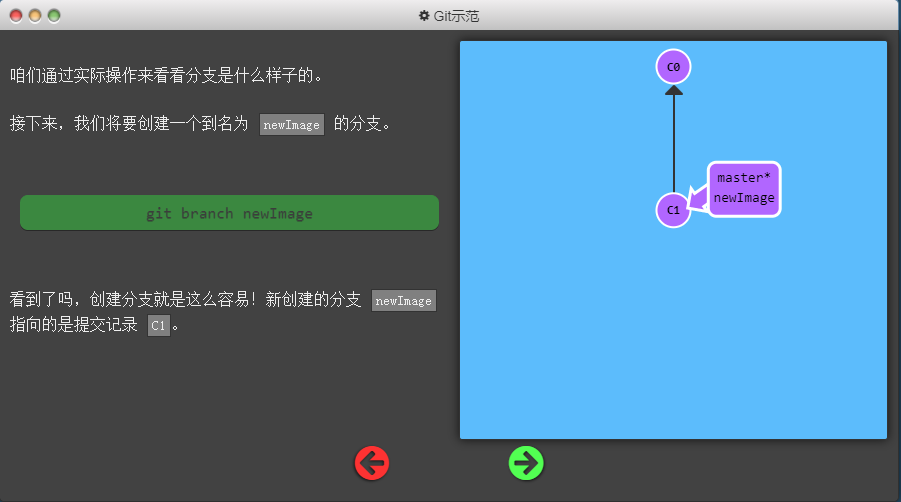 Git示范
咱们通过实际操作来看看分支是什么样子的。
接下来，我们将要创建一个到名为 newImage 的分支。
git branch newImage
看到了吗，创建分支就是这么容易！新创建的分支 newImage
指向的是提交记录 C1。
C0
master*
newImage
C1